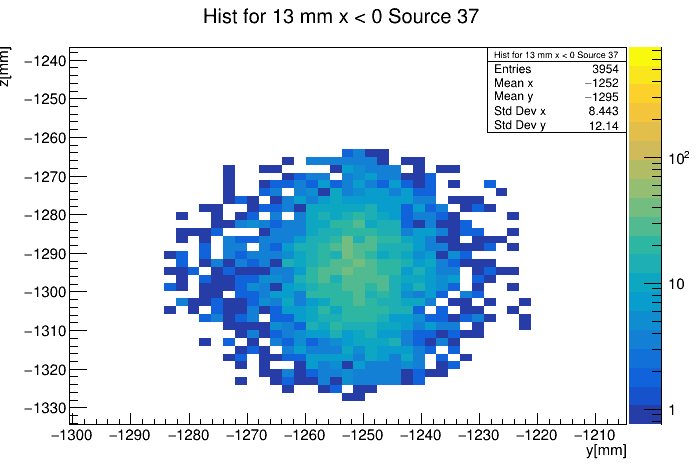 Hist for 13 mm x < 0 Source 37
z[mm]
Hist for 13 mm x < 0 Source 37
Entries 3954
Mean x −1252
Mean y −1295
Std Dev x 8.443
Std Dev y 12.14
−1240
−1250
−1260
−1270
−1280
−1290
−1300
−1310
−1320
−1330
10²
10
1
−1300 −1290 −1280 −1270 −1260 −1250 −1240 −1230 −1220 −1210
y[mm]